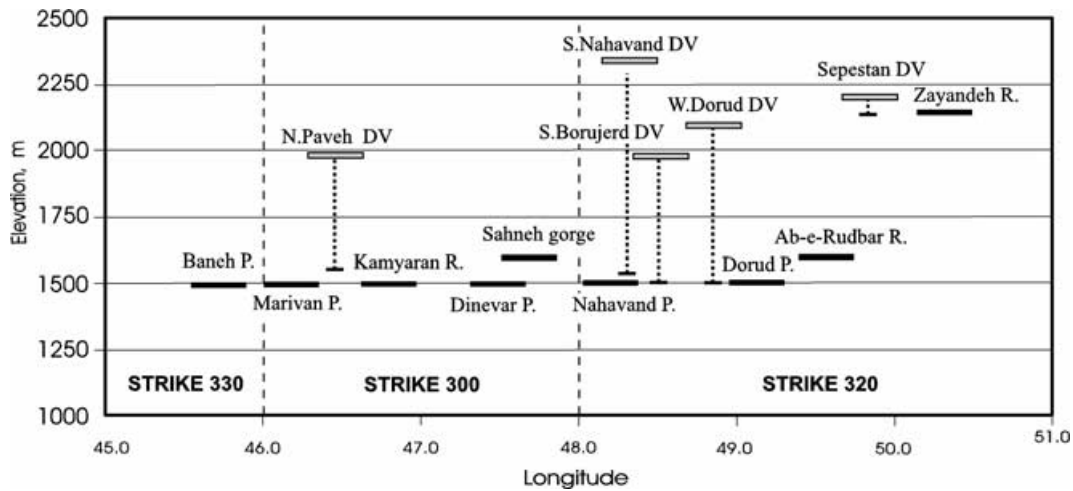 2500
S.Nahavand DV
Sepestan DV
2250
Zayandeh R.
W.Dorud DV
N.Paveh DV
S.Borujerd DV
2000
Elevation, m
1750
Sahneh gorge
Ab-e-Rudbar R.
Baneh P.
Kamyaran R.
Dorud P.
1500
Marivan P.
Dinevar P.
Nahavand P.
1250
STRIKE 330
STRIKE 300
STRIKE 320
1000
45.0
46.0
47.0
48.0
49.0
50.0
51.0
Longitude